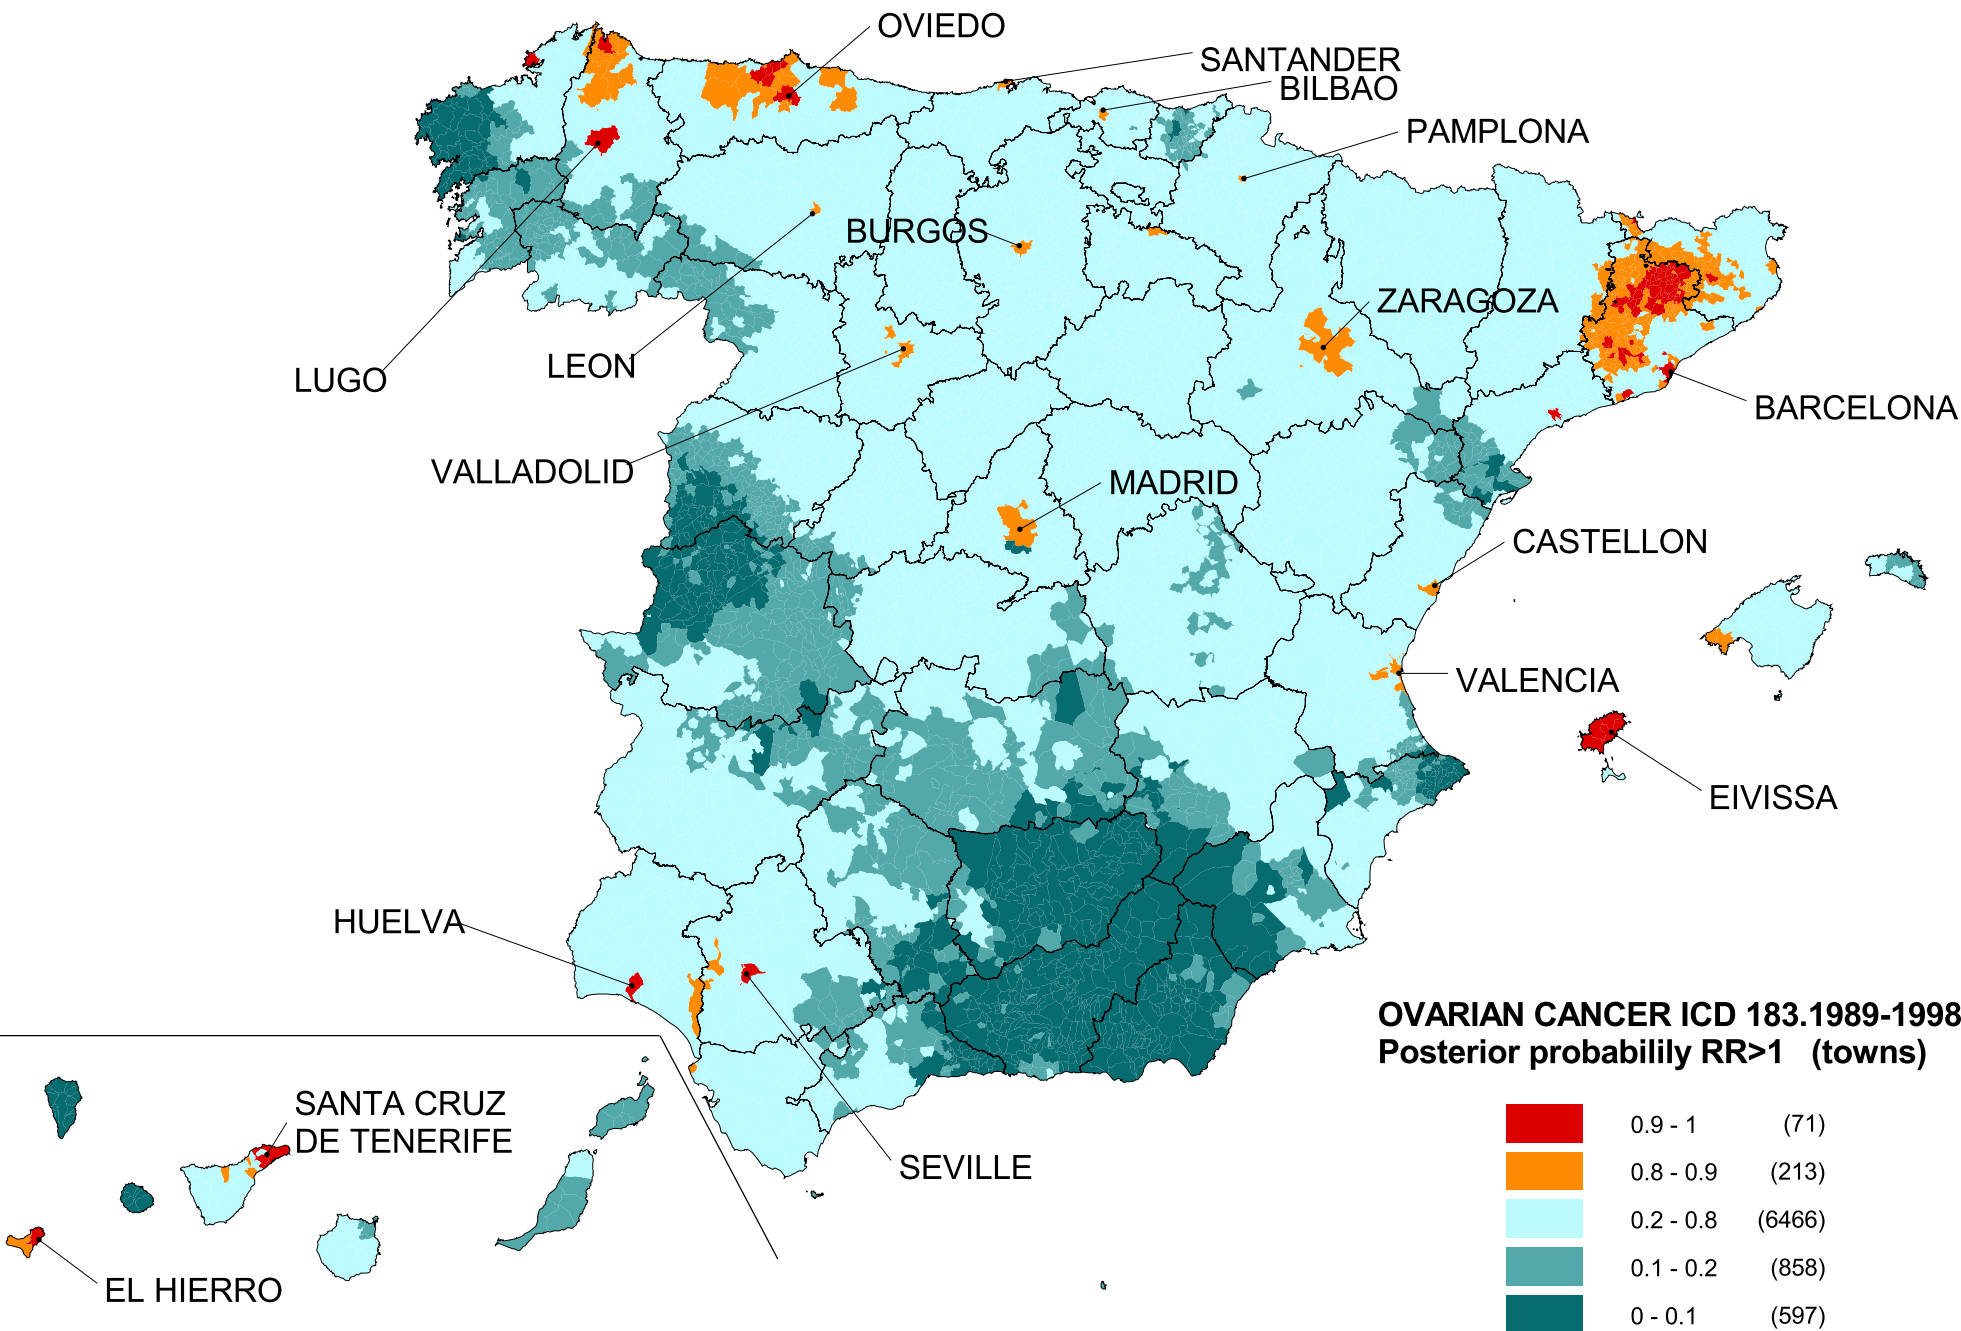 OVIEDO
SANTANDER
BILBAO
PAMPLONA
BURGOS
ZARAGOZA
LUGO
LEON
BARCELONA
VALLADOLID
MADRID
CASTELLON
VALENCIA
EIVISSA
HUELVA
SEVILLE
SANTA CRUZ
DE TENERIFE
EL HIERRO
OVARIAN CANCER ICD 183.1989-1998
Posterior probabilily RR>1 (towns)
0.9 - 1 (71)
0.8 - 0.9 (213)
0.2 - 0.8 (6466)
0.1 - 0.2 (858)
0 - 0.1 (597)